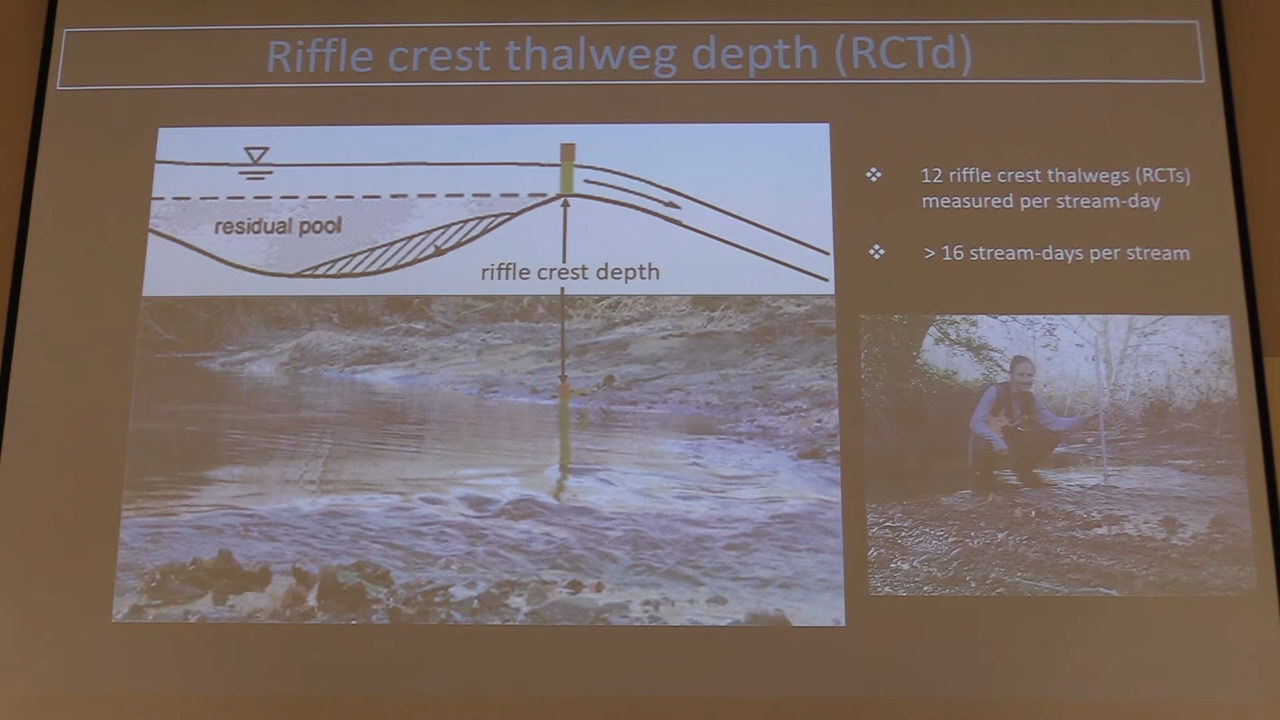 Riffle crest thalweg depth (RCTd)
residual pool
riffle crest depth
❖ 12 riffle crest thalwegs (RCTs)
measured per stream-day
❖ > 16 stream-days per stream